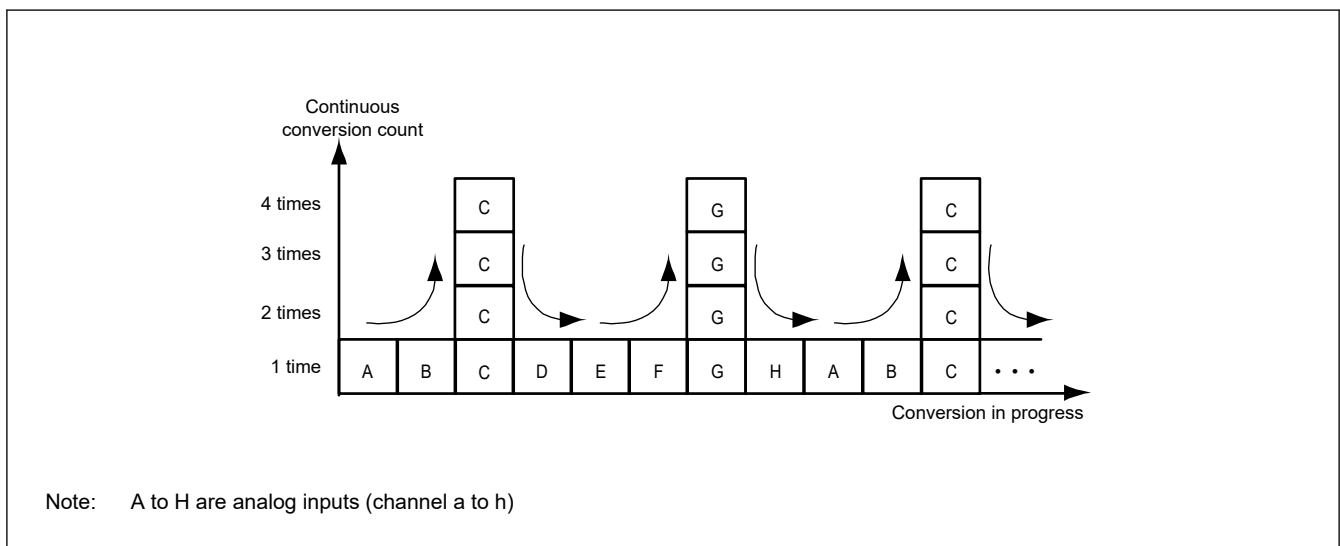 Continuous
conversion count
4 times C G C
3 times C G C
2 times C G C
1 time A B C D E F G H A B C • • •
Conversion in progress
Note: A to H are analog inputs (channel a to h)